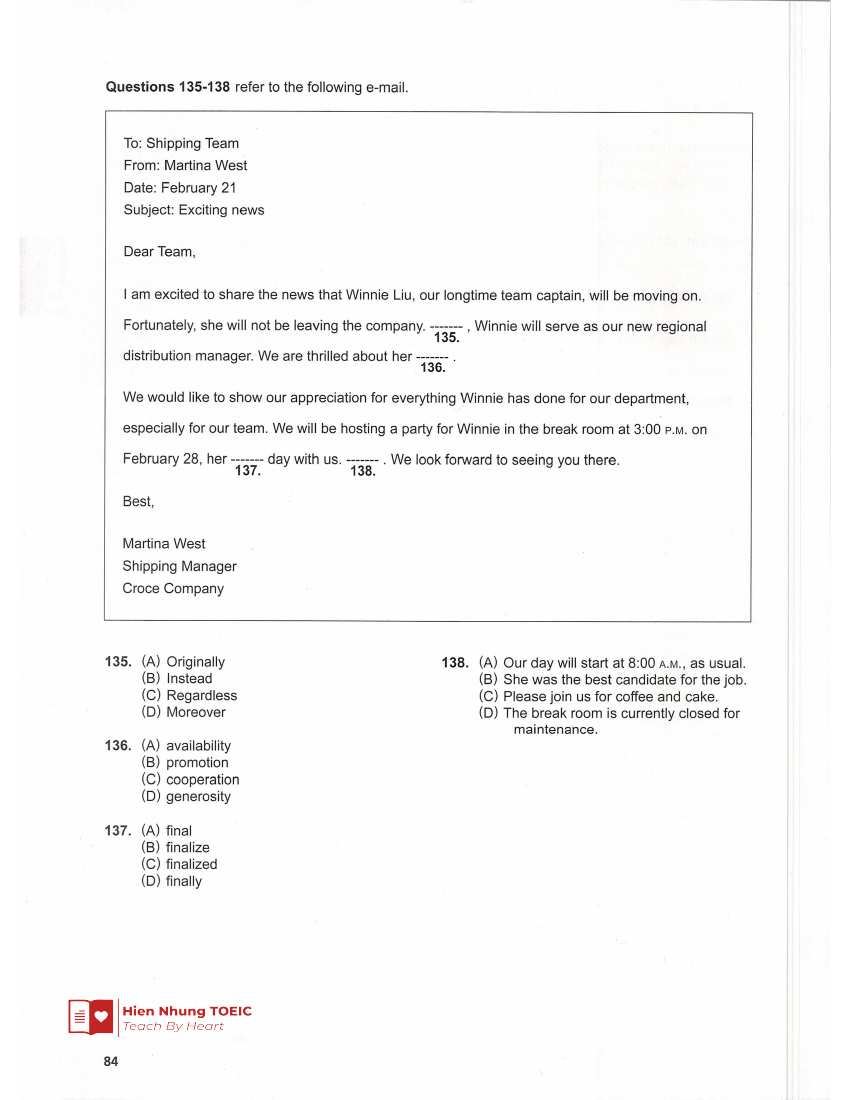 Questions 135-138 refer to the following e-mail.
To: Shipping Team
From: Martina West
Date: February 21
Subject: Exciting news
Dear Team,
I am excited to share the news that Winnie Liu, our longtime team captain, will be moving on.
Fortunately, she will not be leaving the company. ------- , Winnie will serve as our new regional
135.
distribution manager. We are thrilled about her ------- .
136.
We would like to show our appreciation for everything Winnie has done for our department,
especially for our team. We will be hosting a party for Winnie in the break room at 3:00 P.M. on
February 28, her ------- day with us. ------- . We look forward to seeing you there.
137. 138.
Best,
Martina West
Shipping Manager
Croce Company
135. (A) Originally
(B) Instead
(C) Regardless
(D) Moreover
136. (A) availability
(B) promotion
(C) cooperation
(D) generosity
137. (A) final
(B) finalize
(C) finalized
(D) finally
138. (A) Our day will start at 8:00 A.M., as usual.
(B) She was the best candidate for the job.
(C) Please join us for coffee and cake.
(D) The break room is currently closed for
maintenance.
Hien Nhung TOEIC
Teach By Heart
84